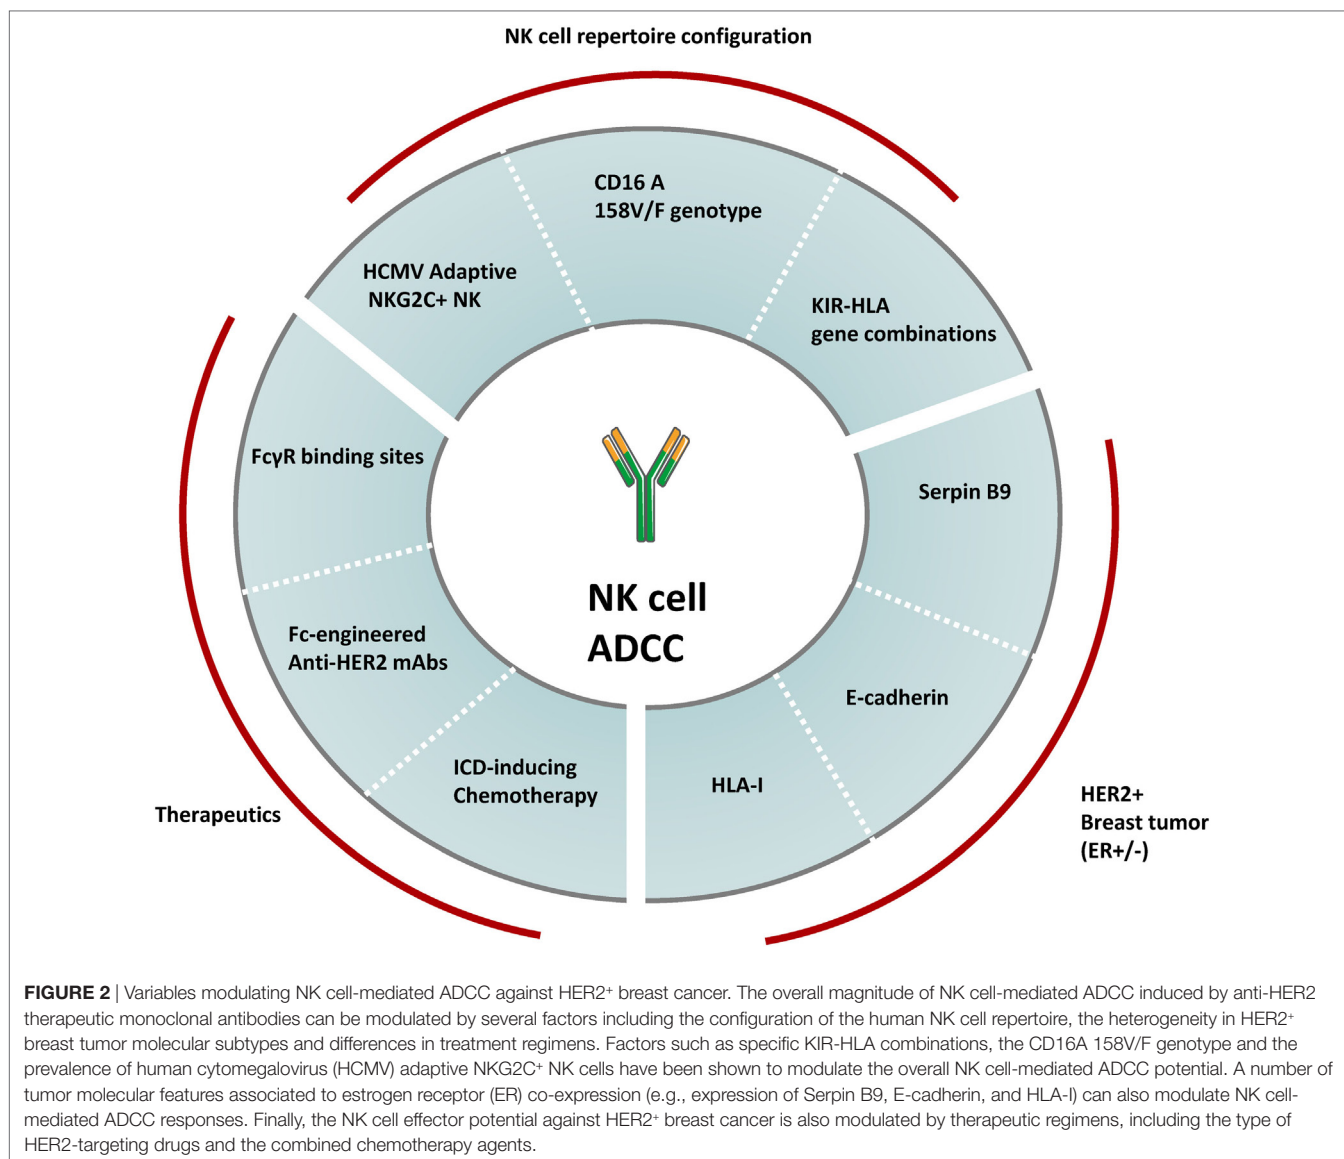 NK cell repertoire configuration
CD16 A
158V/F genotype
HCMV Adaptive
NKG2C+ NK
KIR-HLA
gene combinations
FcγR binding sites
Serpin B9
NK cell
ADCC
Fc-engineered
Anti-HER2 mAbs
E-cadherin
ICD-inducing
Chemotherapy
HLA-I
Therapeutics
HER2+
Breast tumor
(ER+/-)
FIGURE 2 | Variables modulating NK cell-mediated ADCC against HER2⁺ breast cancer. The overall magnitude of NK cell-mediated ADCC induced by anti-HER2
therapeutic monoclonal antibodies can be modulated by several factors including the configuration of the human NK cell repertoire, the heterogeneity in HER2⁺
breast tumor molecular subtypes and differences in treatment regimens. Factors such as specific KIR-HLA combinations, the CD16A 158V/F genotype and the
prevalence of human cytomegalovirus (HCMV) adaptive NKG2C⁺ NK cells have been shown to modulate the overall NK cell-mediated ADCC potential. A number of
tumor molecular features associated to estrogen receptor (ER) co-expression (e.g., expression of Serpin B9, E-cadherin, and HLA-I) can also modulate NK cell-
mediated ADCC responses. Finally, the NK cell effector potential against HER2⁺ breast cancer is also modulated by therapeutic regimens, including the type of
HER2-targeting drugs and the combined chemotherapy agents.